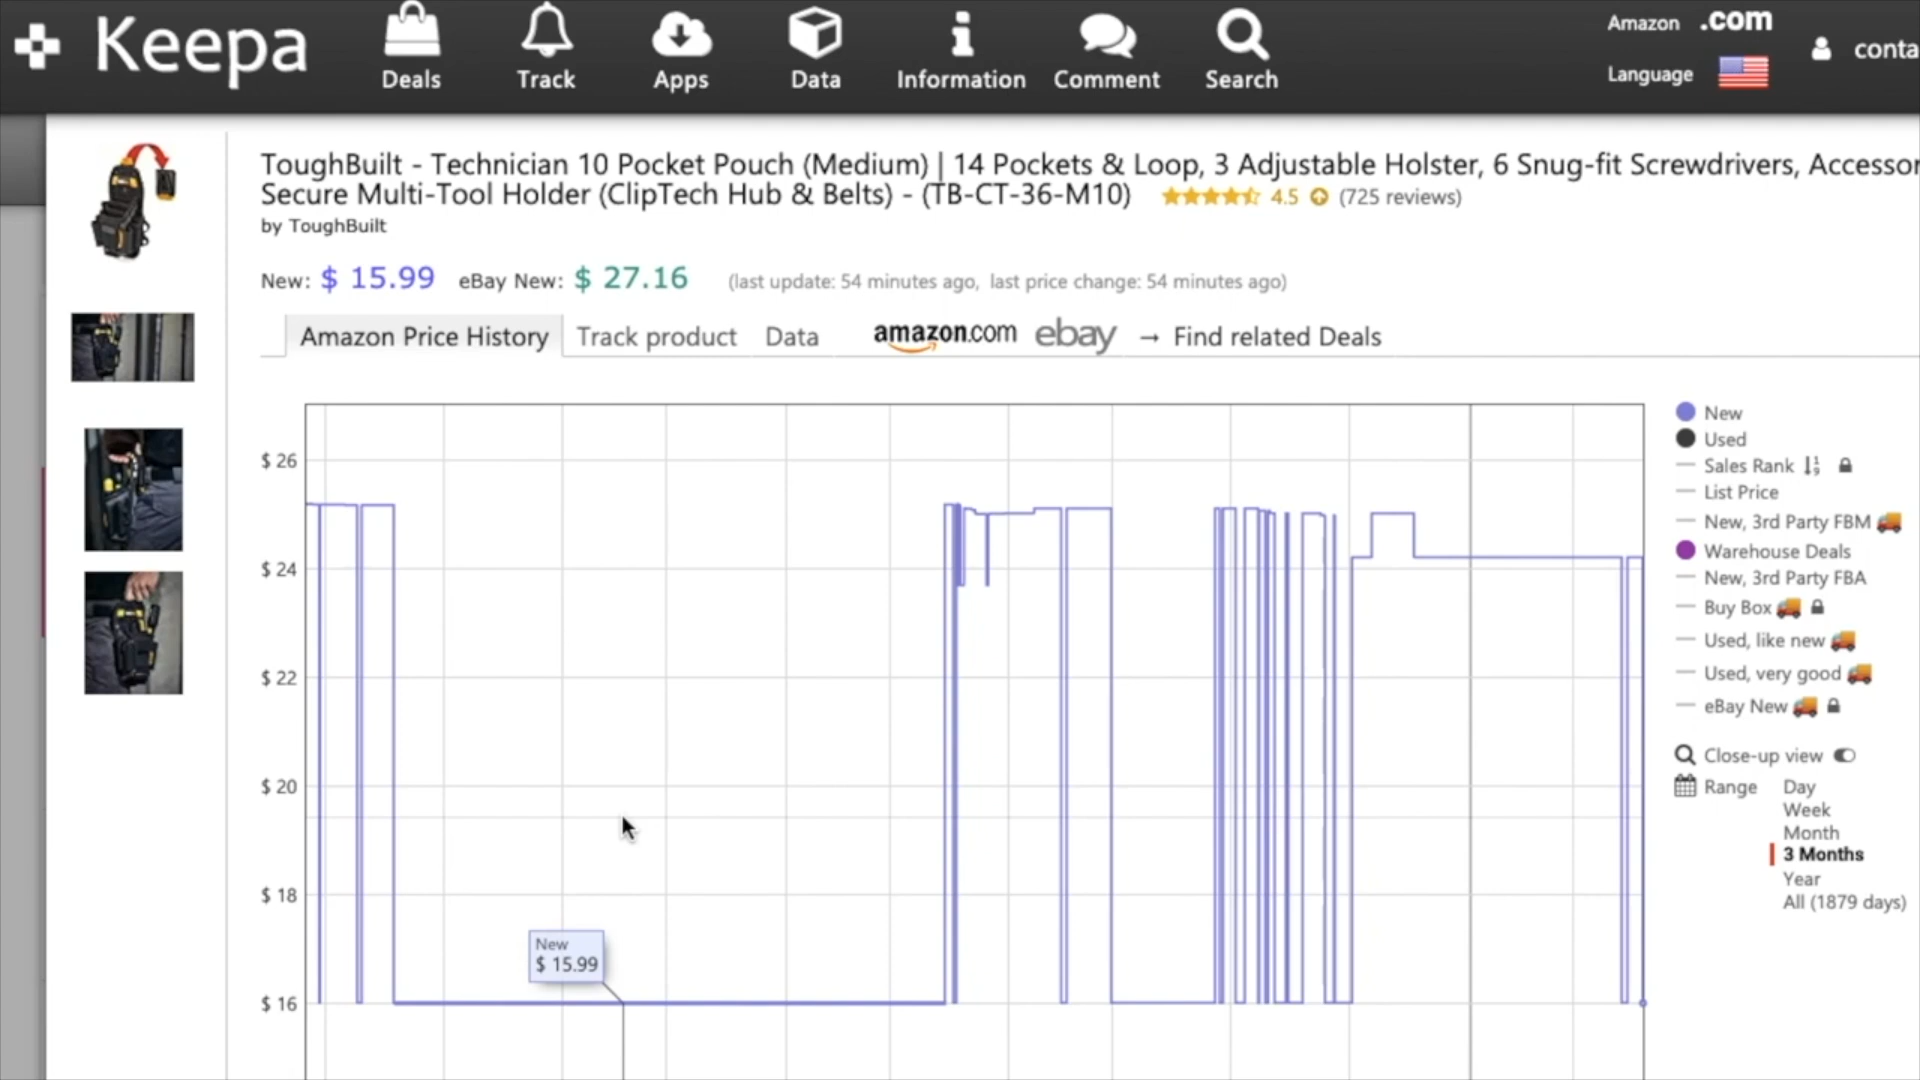 Keepa
Deals
Track
Apps
Data
Information
Comment
Search
Amazon .com
Language
conta
ToughBuilt - Technician 10 Pocket Pouch (Medium) | 14 Pockets & Loop, 3 Adjustable Holster, 6 Snug-fit Screwdrivers, Accessor
Secure Multi-Tool Holder (ClipTech Hub & Belts) - (TB-CT-36-M10) 4.5 (725 reviews)
by ToughBuilt
New: $ 15.99 eBay New: $ 27.16 (last update: 54 minutes ago, last price change: 54 minutes ago)
Amazon Price History Track product Data amazon.com ebay → Find related Deals
$ 26
$ 24
$ 22
$ 20
$ 18
$ 16
New
$ 15.99
New
Used
Sales Rank
List Price
New, 3rd Party FBM
Warehouse Deals
New, 3rd Party FBA
Buy Box
Used, like new
Used, very good
eBay New
Close-up view
Range Day
Week
Month
3 Months
Year
All (1879 days)